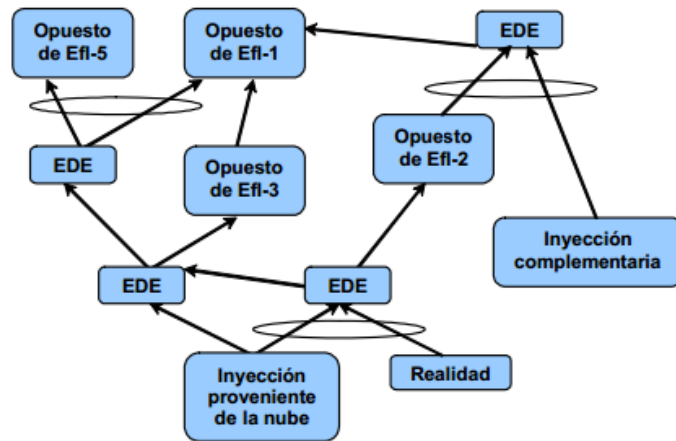 Opuesto
de Efl-5
Opuesto
de Efl-1
EDE
EDE
Opuesto
de Efl-3
Opuesto
de Efl-2
Inyección
complementaria
EDE
EDE
Inyección
proveniente
de la nube
Realidad